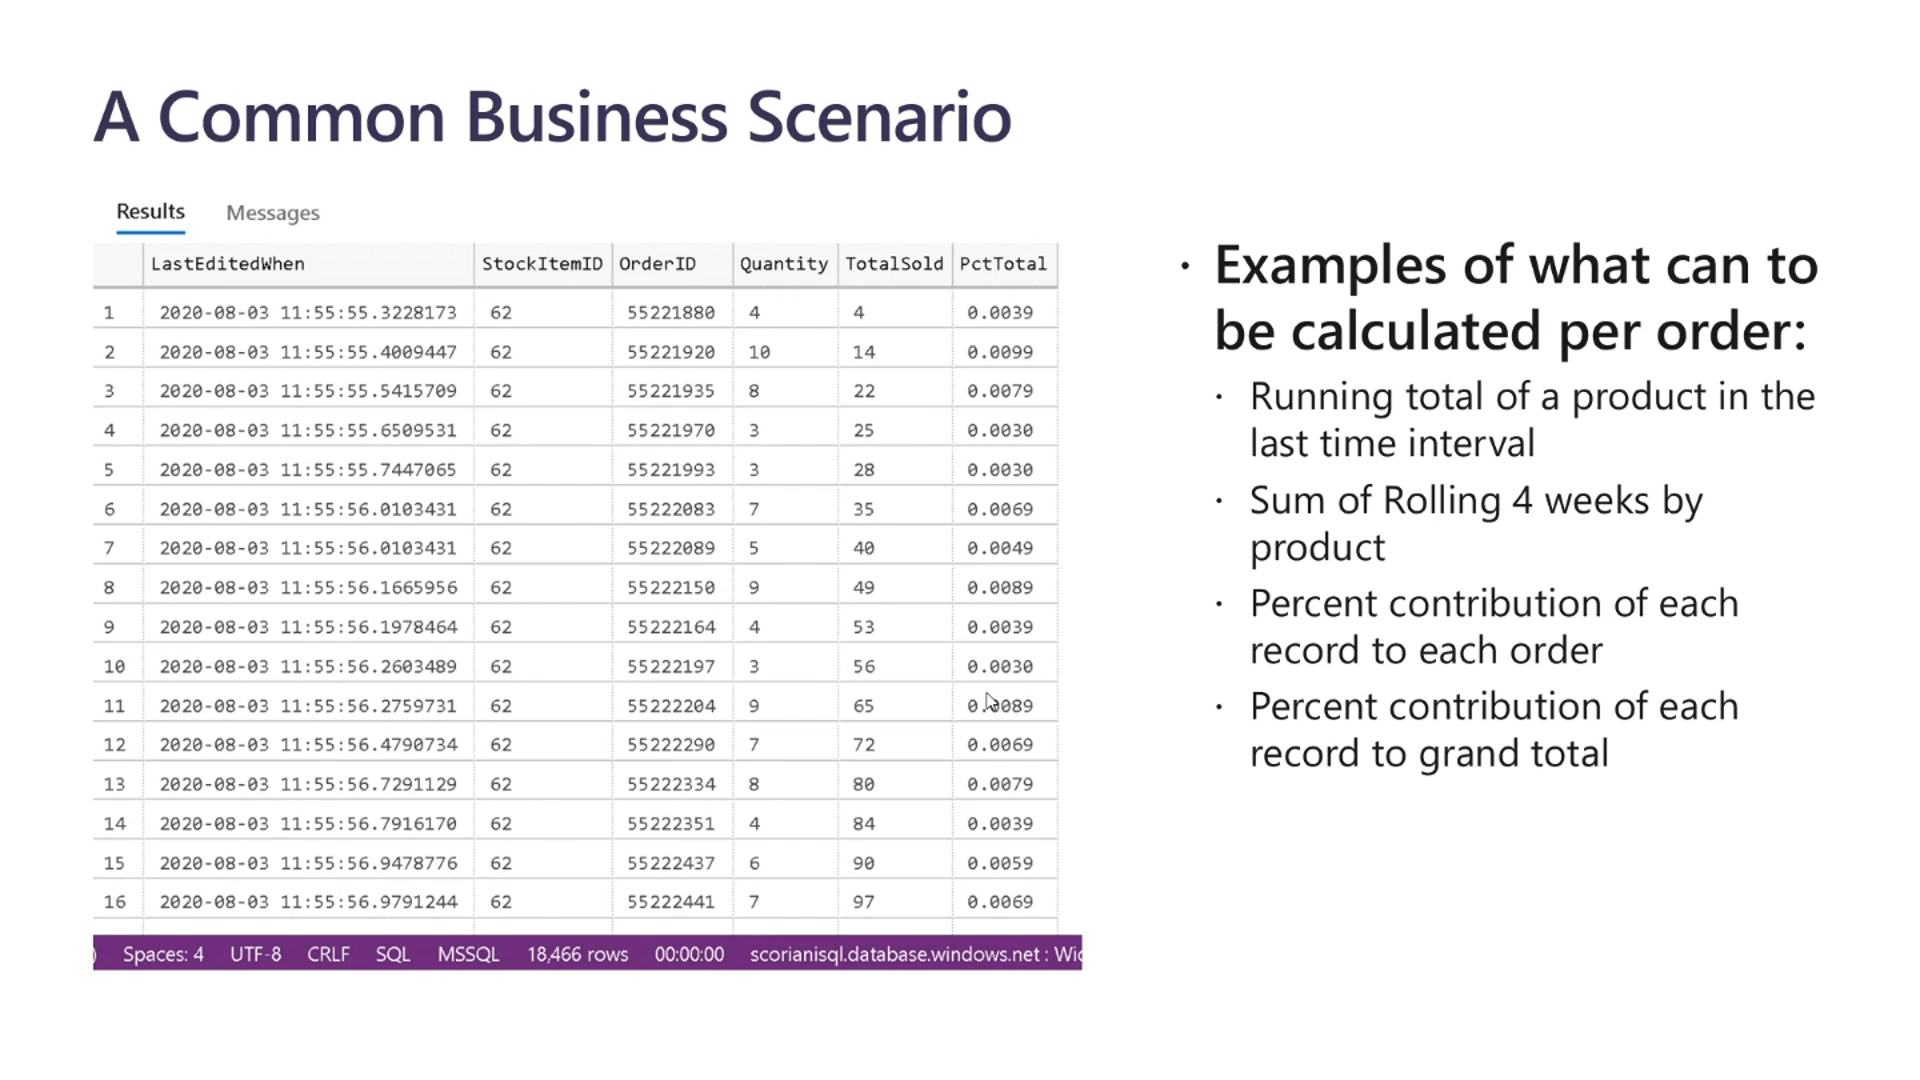 A Common Business Scenario
Results Messages
LastEditedWhen StockItemID OrderID Quantity TotalSold PctTotal
1 2020-08-03 11:55:55.3228173 62 55221880 4 4 0.0039
2 2020-08-03 11:55:55.4009447 62 55221920 10 14 0.0099
3 2020-08-03 11:55:55.5415709 62 55221935 8 22 0.0079
4 2020-08-03 11:55:55.6509531 62 55221970 3 25 0.0030
5 2020-08-03 11:55:55.7447065 62 55221993 3 28 0.0030
6 2020-08-03 11:55:56.0103431 62 55222083 7 35 0.0069
7 2020-08-03 11:55:56.0103431 62 55222089 5 40 0.0049
8 2020-08-03 11:55:56.1665956 62 55222150 9 49 0.0089
9 2020-08-03 11:55:56.1978464 62 55222164 4 53 0.0039
10 2020-08-03 11:55:56.2603489 62 55222197 3 56 0.0030
11 2020-08-03 11:55:56.2759731 62 55222204 9 65 0.0089
12 2020-08-03 11:55:56.4790734 62 55222290 7 72 0.0069
13 2020-08-03 11:55:56.7291129 62 55222334 8 80 0.0079
14 2020-08-03 11:55:56.7916170 62 55222351 4 84 0.0039
15 2020-08-03 11:55:56.9478776 62 55222437 6 90 0.0059
16 2020-08-03 11:55:56.9791244 62 55222441 7 97 0.0069
) Spaces: 4 UTF-8 CRLF SQL MSSQL 18,466 rows 00:00:00 scorianisql.database.windows.net : Wid
· Examples of what can to
be calculated per order:
· Running total of a product in the
last time interval
· Sum of Rolling 4 weeks by
product
· Percent contribution of each
record to each order
· Percent contribution of each
record to grand total